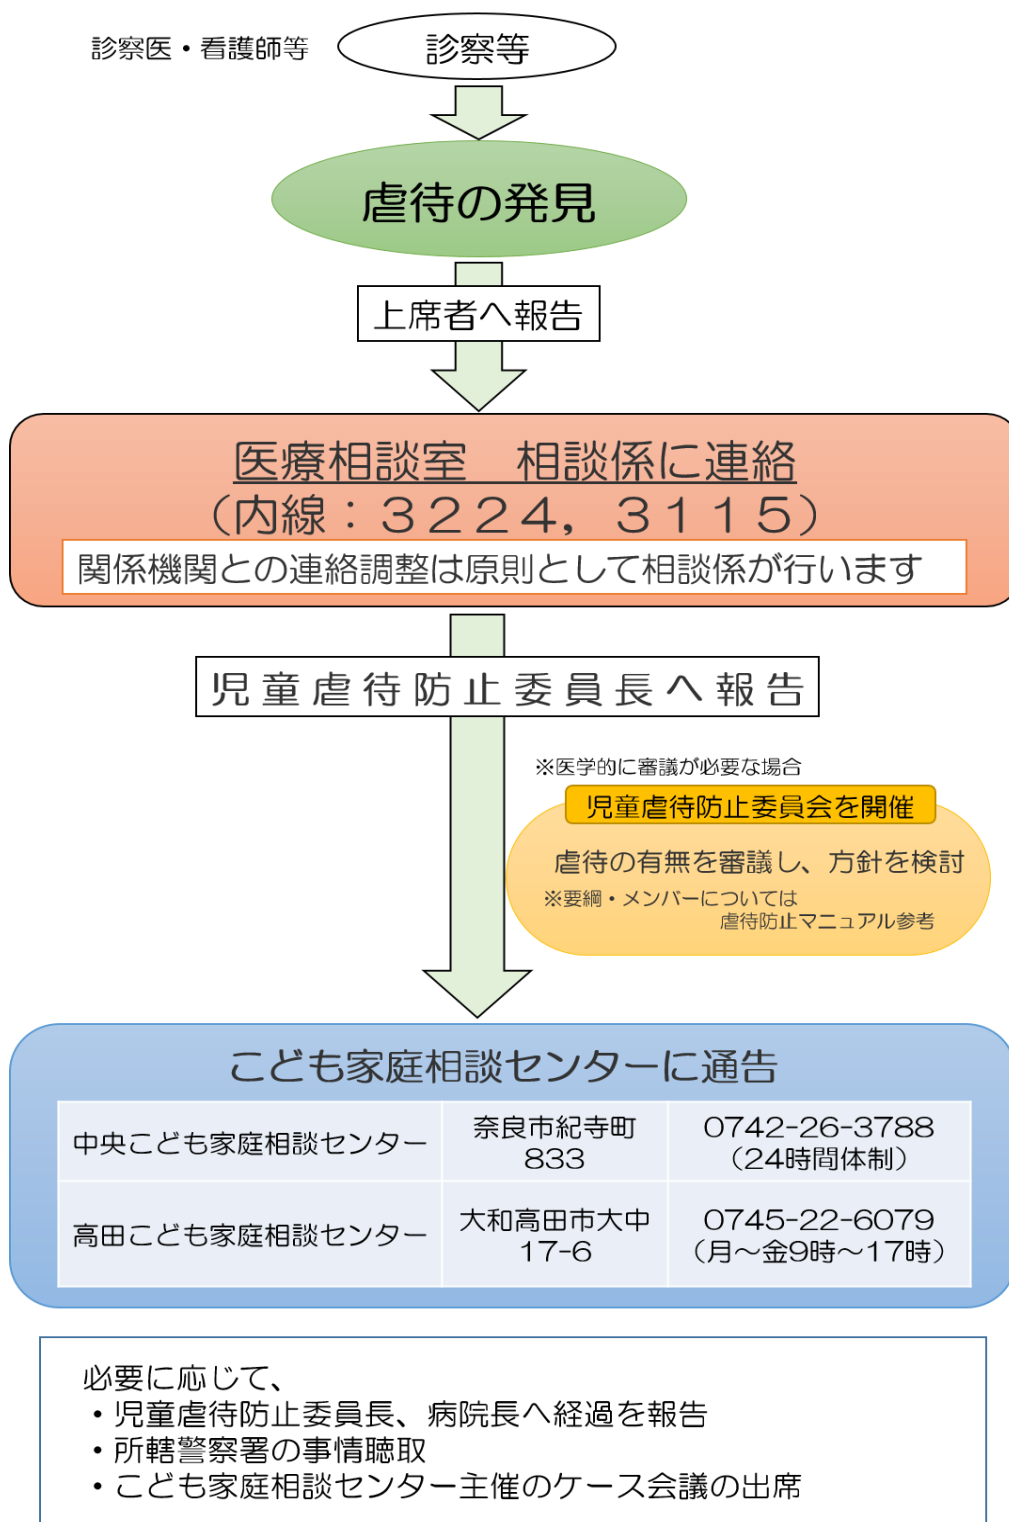 診察医・看護師等
診察等
虐待の発見
上席者へ報告
医療相談室　相談係に連絡
（内線：３２２４，３１１５）
関係機関との連絡調整は原則として相談係が行います
児童虐待防止委員長へ報告
※医学的に審議が必要な場合
児童虐待防止委員会を開催
虐待の有無を審議し、方針を検討
※要綱・メンバーについては
虐待防止マニュアル参考
こども家庭相談センターに通告
中央こども家庭相談センター
奈良市紀寺町
833
0742-26-3788
（24時間体制）
高田こども家庭相談センター
大和高田市大中
17-6
0745-22-6079
（月～金9時～17時）
必要に応じて、
・児童虐待防止委員長、病院長へ経過を報告
・所轄警察署の事情聴取
・こども家庭相談センター主催のケース会議の出席